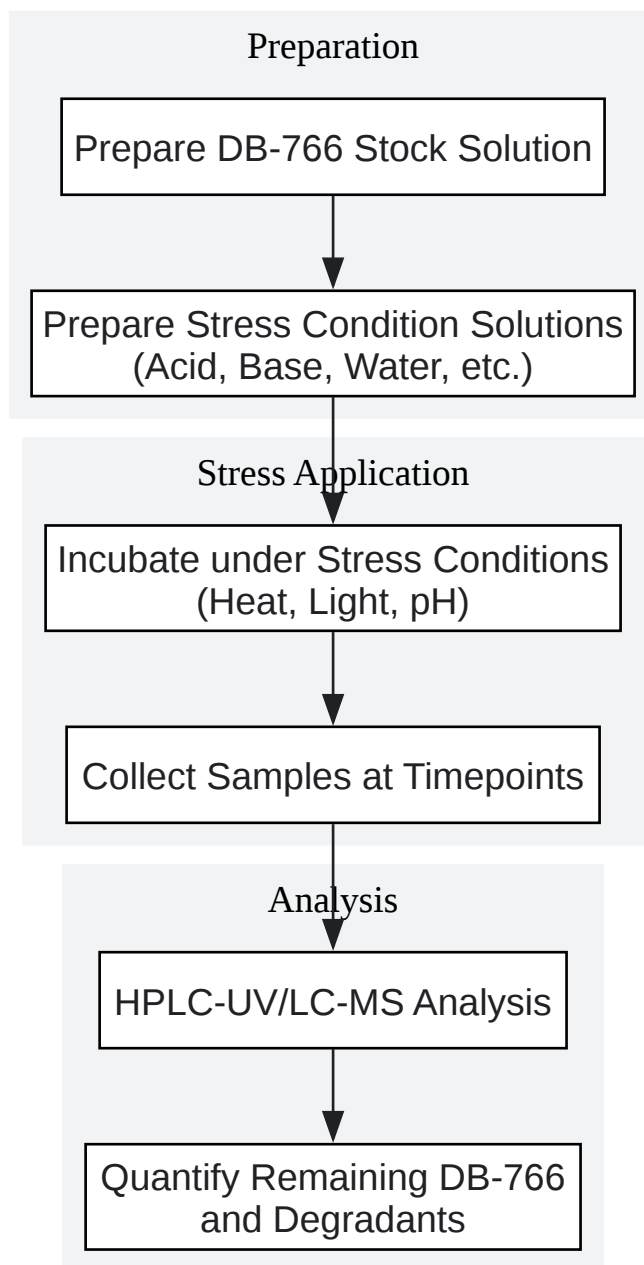 Preparation
Prepare DB-766 Stock Solution
Prepare Stress Condition Solutions
(Acid, Base, Water, etc.)
Stress Application
Incubate under Stress Conditions
(Heat, Light, pH)
Collect Samples at Timepoints
Analysis
HPLC-UV/LC-MS Analysis
Quantify Remaining DB-766
and Degradants